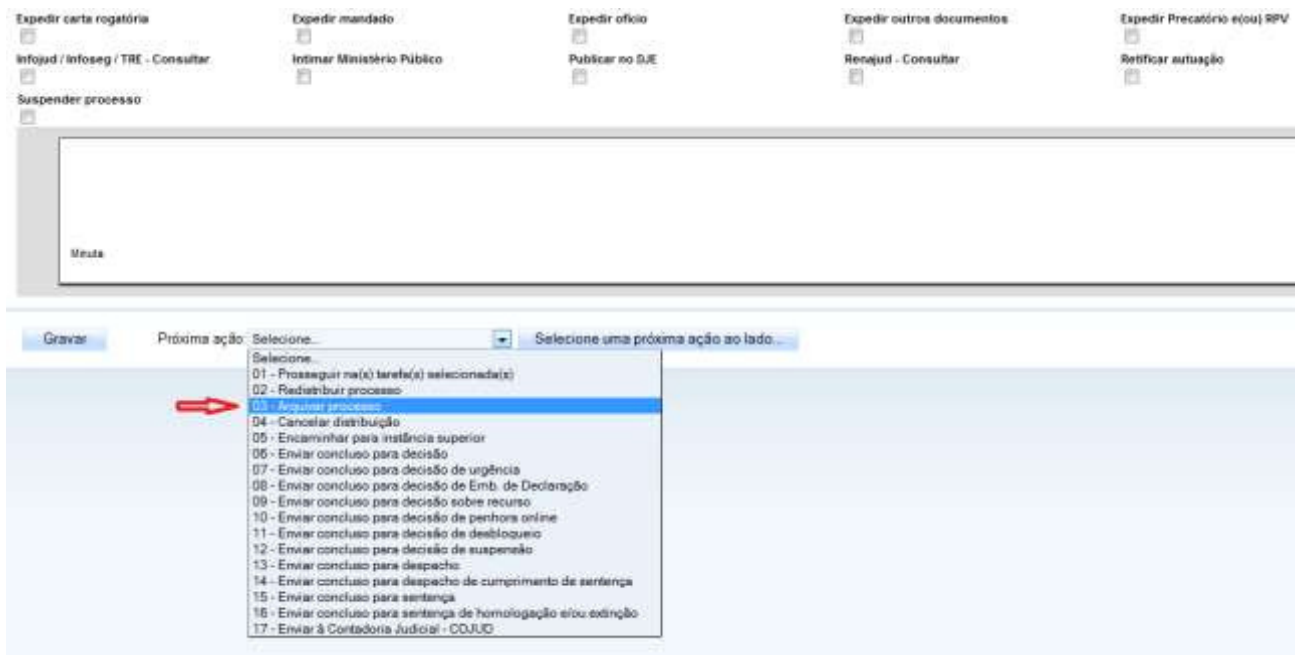 Expedir carta rogatória Expedir mandado Expedir ofício Expedir outros documentos Expedir Precatório e(ou) RPV
Infojud / Infoseg / TRE - Consultar Intimar Ministério Público Publicar no DJE Renajud - Consultar Retificar autuação
Suspender processo
Minuta
Gravar Próxima ação Selecione... Selecione uma próxima ação ao lado...
Selecione...
01 - Prosseguir na(s) tarefa(s) selecionada(s)
02 - Redistribuir processo
03 - Arquivar processo
04 - Cancelar distribuição
05 - Encaminhar para instância superior
06 - Enviar concluso para decisão
07 - Enviar concluso para decisão de urgência
08 - Enviar concluso para decisão de Emb. de Declaração
09 - Enviar concluso para decisão sobre recurso
10 - Enviar concluso para decisão de penhora online
11 - Enviar concluso para decisão de desbloqueio
12 - Enviar concluso para decisão de suspensão
13 - Enviar concluso para despacho
14 - Enviar concluso para despacho de cumprimento de sentença
15 - Enviar concluso para sentença
16 - Enviar concluso para sentença de homologação e/ou extinção
17 - Enviar à Contadoria Judicial - COJUD